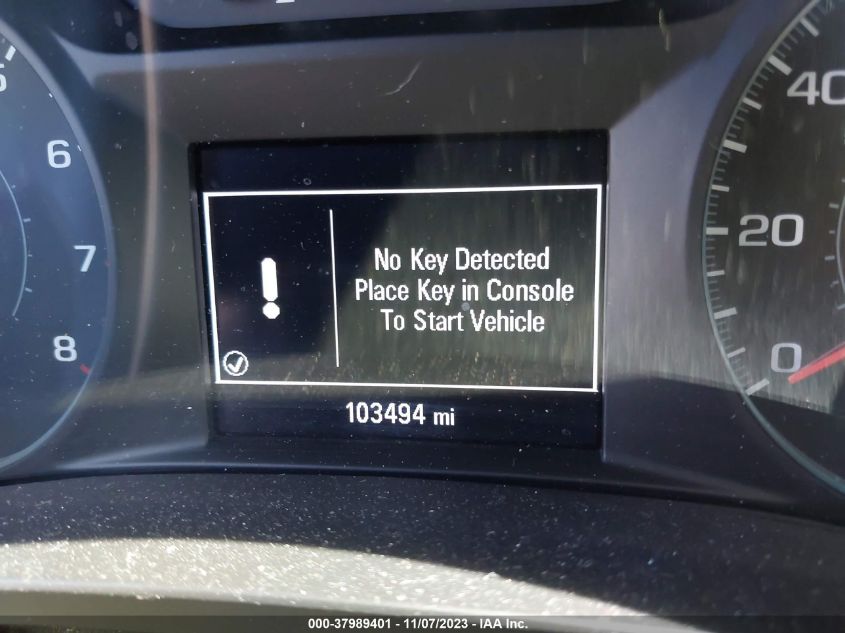 6
7
8
40
20
0
No Key Detected
Place Key in Console
To Start Vehicle
103494 mi
000-37989401 — 11/07/2023 — IAA Inc.